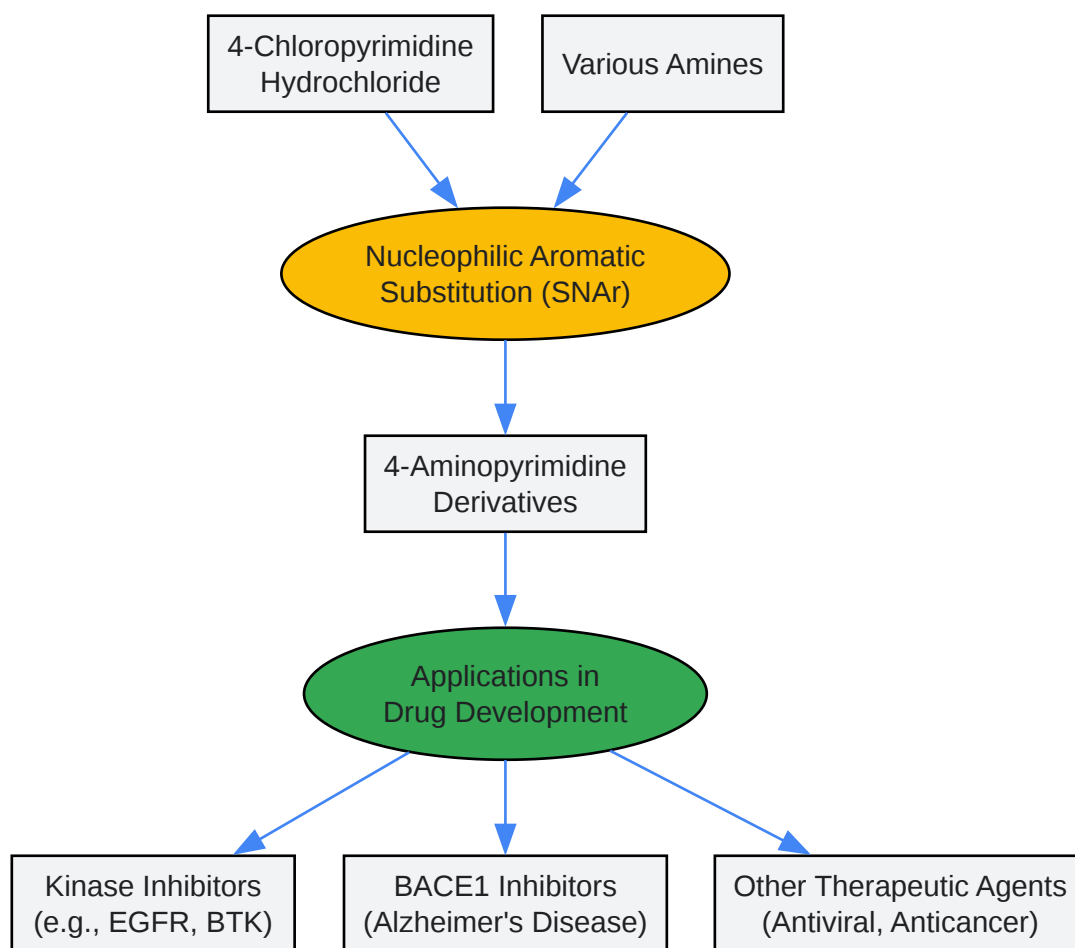 4-Chloropyrimidine
Hydrochloride
Various Amines
Nucleophilic Aromatic
Substitution (SNAr)
4-Aminopyrimidine
Derivatives
Applications in
Drug Development
Kinase Inhibitors
(e.g., EGFR, BTK)
BACE1 Inhibitors
(Alzheimer's Disease)
Other Therapeutic Agents
(Antiviral, Anticancer)